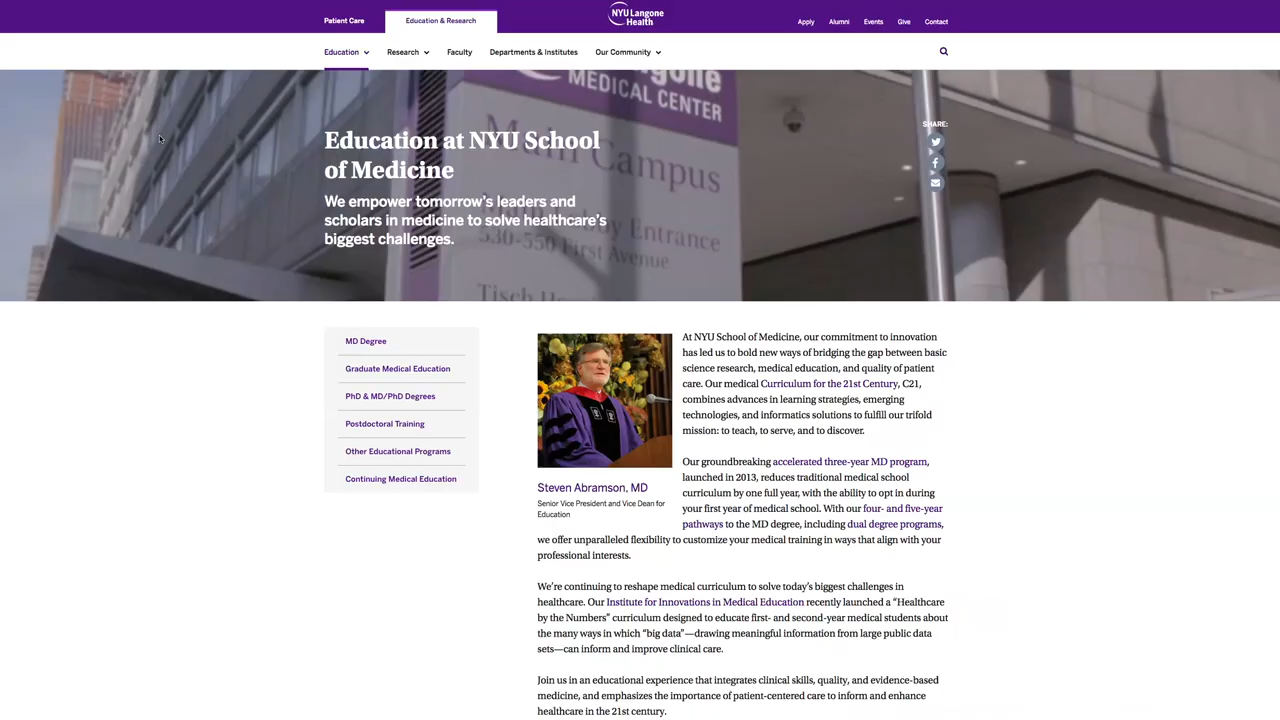 Patient Care
Education & Research
NYU Langone
Health
Apply
Alumni
Events
Give
Contact
Education
Research
Faculty
Departments & Institutes
Our Community
Langone
MEDICAL CENTER
Main Campus
Entrance
530-550 First Avenue
SHARE:
Education at NYU School
of Medicine
We empower tomorrow's leaders and
scholars in medicine to solve healthcare's
biggest challenges.
MD Degree
Graduate Medical Education
PhD & MD/PhD Degrees
Postdoctoral Training
Other Educational Programs
Continuing Medical Education
Steven Abramson, MD
Senior Vice President and Vice Dean for
Education
At NYU School of Medicine, our commitment to innovation
has led us to bold new ways of bridging the gap between basic
science research, medical education, and quality of patient
care. Our medical Curriculum for the 21st Century, C21,
combines advances in learning strategies, emerging
technologies, and informatics solutions to fulfill our trifold
mission: to teach, to serve, and to discover.
Our groundbreaking accelerated three-year MD program,
launched in 2013, reduces traditional medical school
curriculum by one full year, with the ability to opt in during
your first year of medical school. With our four- and five-year
pathways to the MD degree, including dual degree programs,
we offer unparalleled flexibility to customize your medical training in ways that align with your
professional interests.
We're continuing to reshape medical curriculum to solve today's biggest challenges in
healthcare. Our Institute for Innovations in Medical Education recently launched a "Healthcare
by the Numbers" curriculum designed to educate first- and second-year medical students about
the many ways in which "big data"—drawing meaningful information from large public data
sets—can inform and improve clinical care.
Join us in an educational experience that integrates clinical skills, quality, and evidence-based
medicine, and emphasizes the importance of patient-centered care to inform and enhance
healthcare in the 21st century.